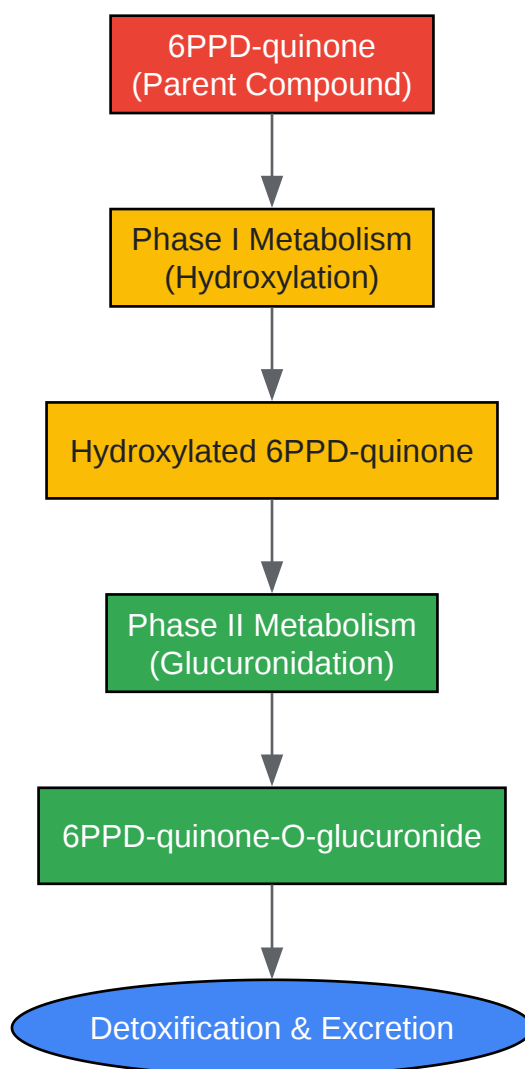 6PPD-quinone
(Parent Compound)
Phase I Metabolism
(Hydroxylation)
Hydroxylated 6PPD-quinone
Phase II Metabolism
(Glucuronidation)
6PPD-quinone-O-glucuronide
Detoxification & Excretion